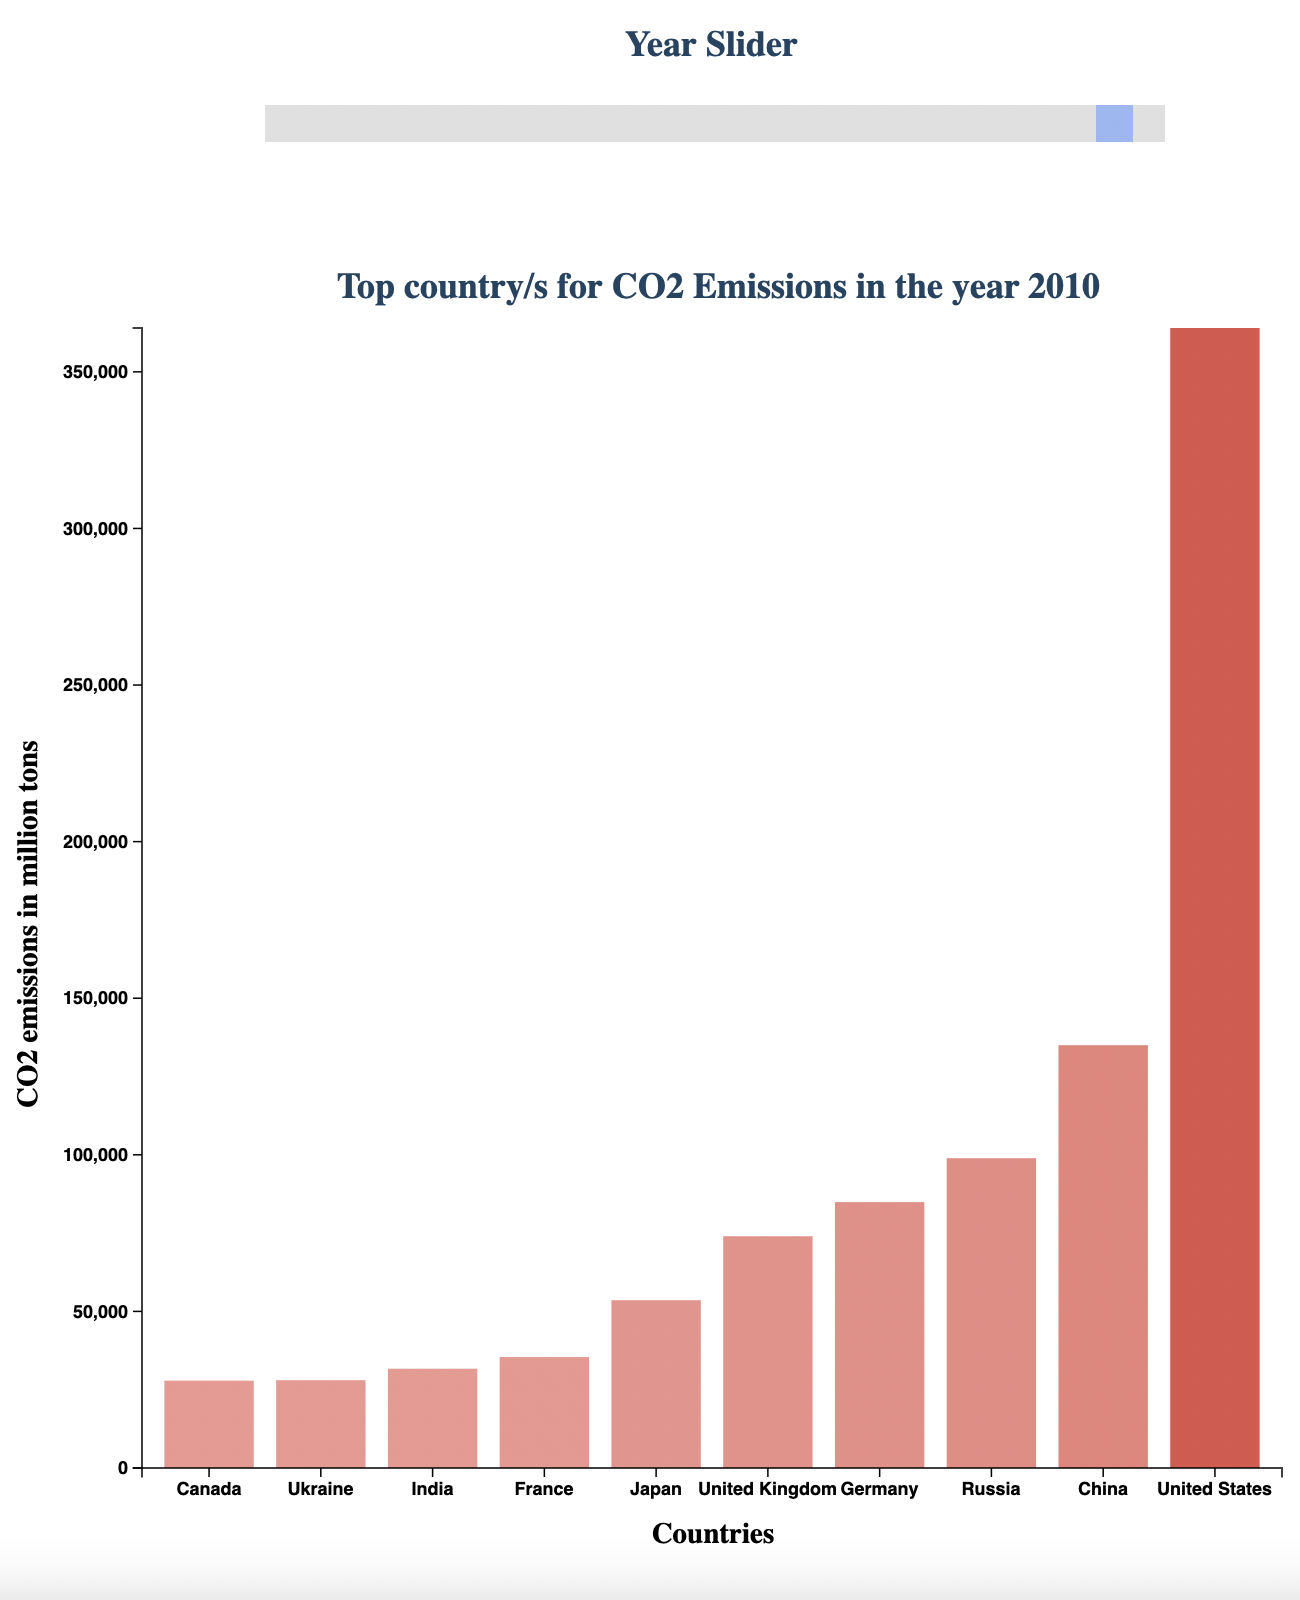 Year Slider
Top country/s for CO2 Emissions in the year 2010
350,000
300,000
250,000
200,000
150,000
100,000
50,000
0
CO2 emissions in million tons
Canada Ukraine India France Japan United Kingdom Germany Russia China United States
Countries